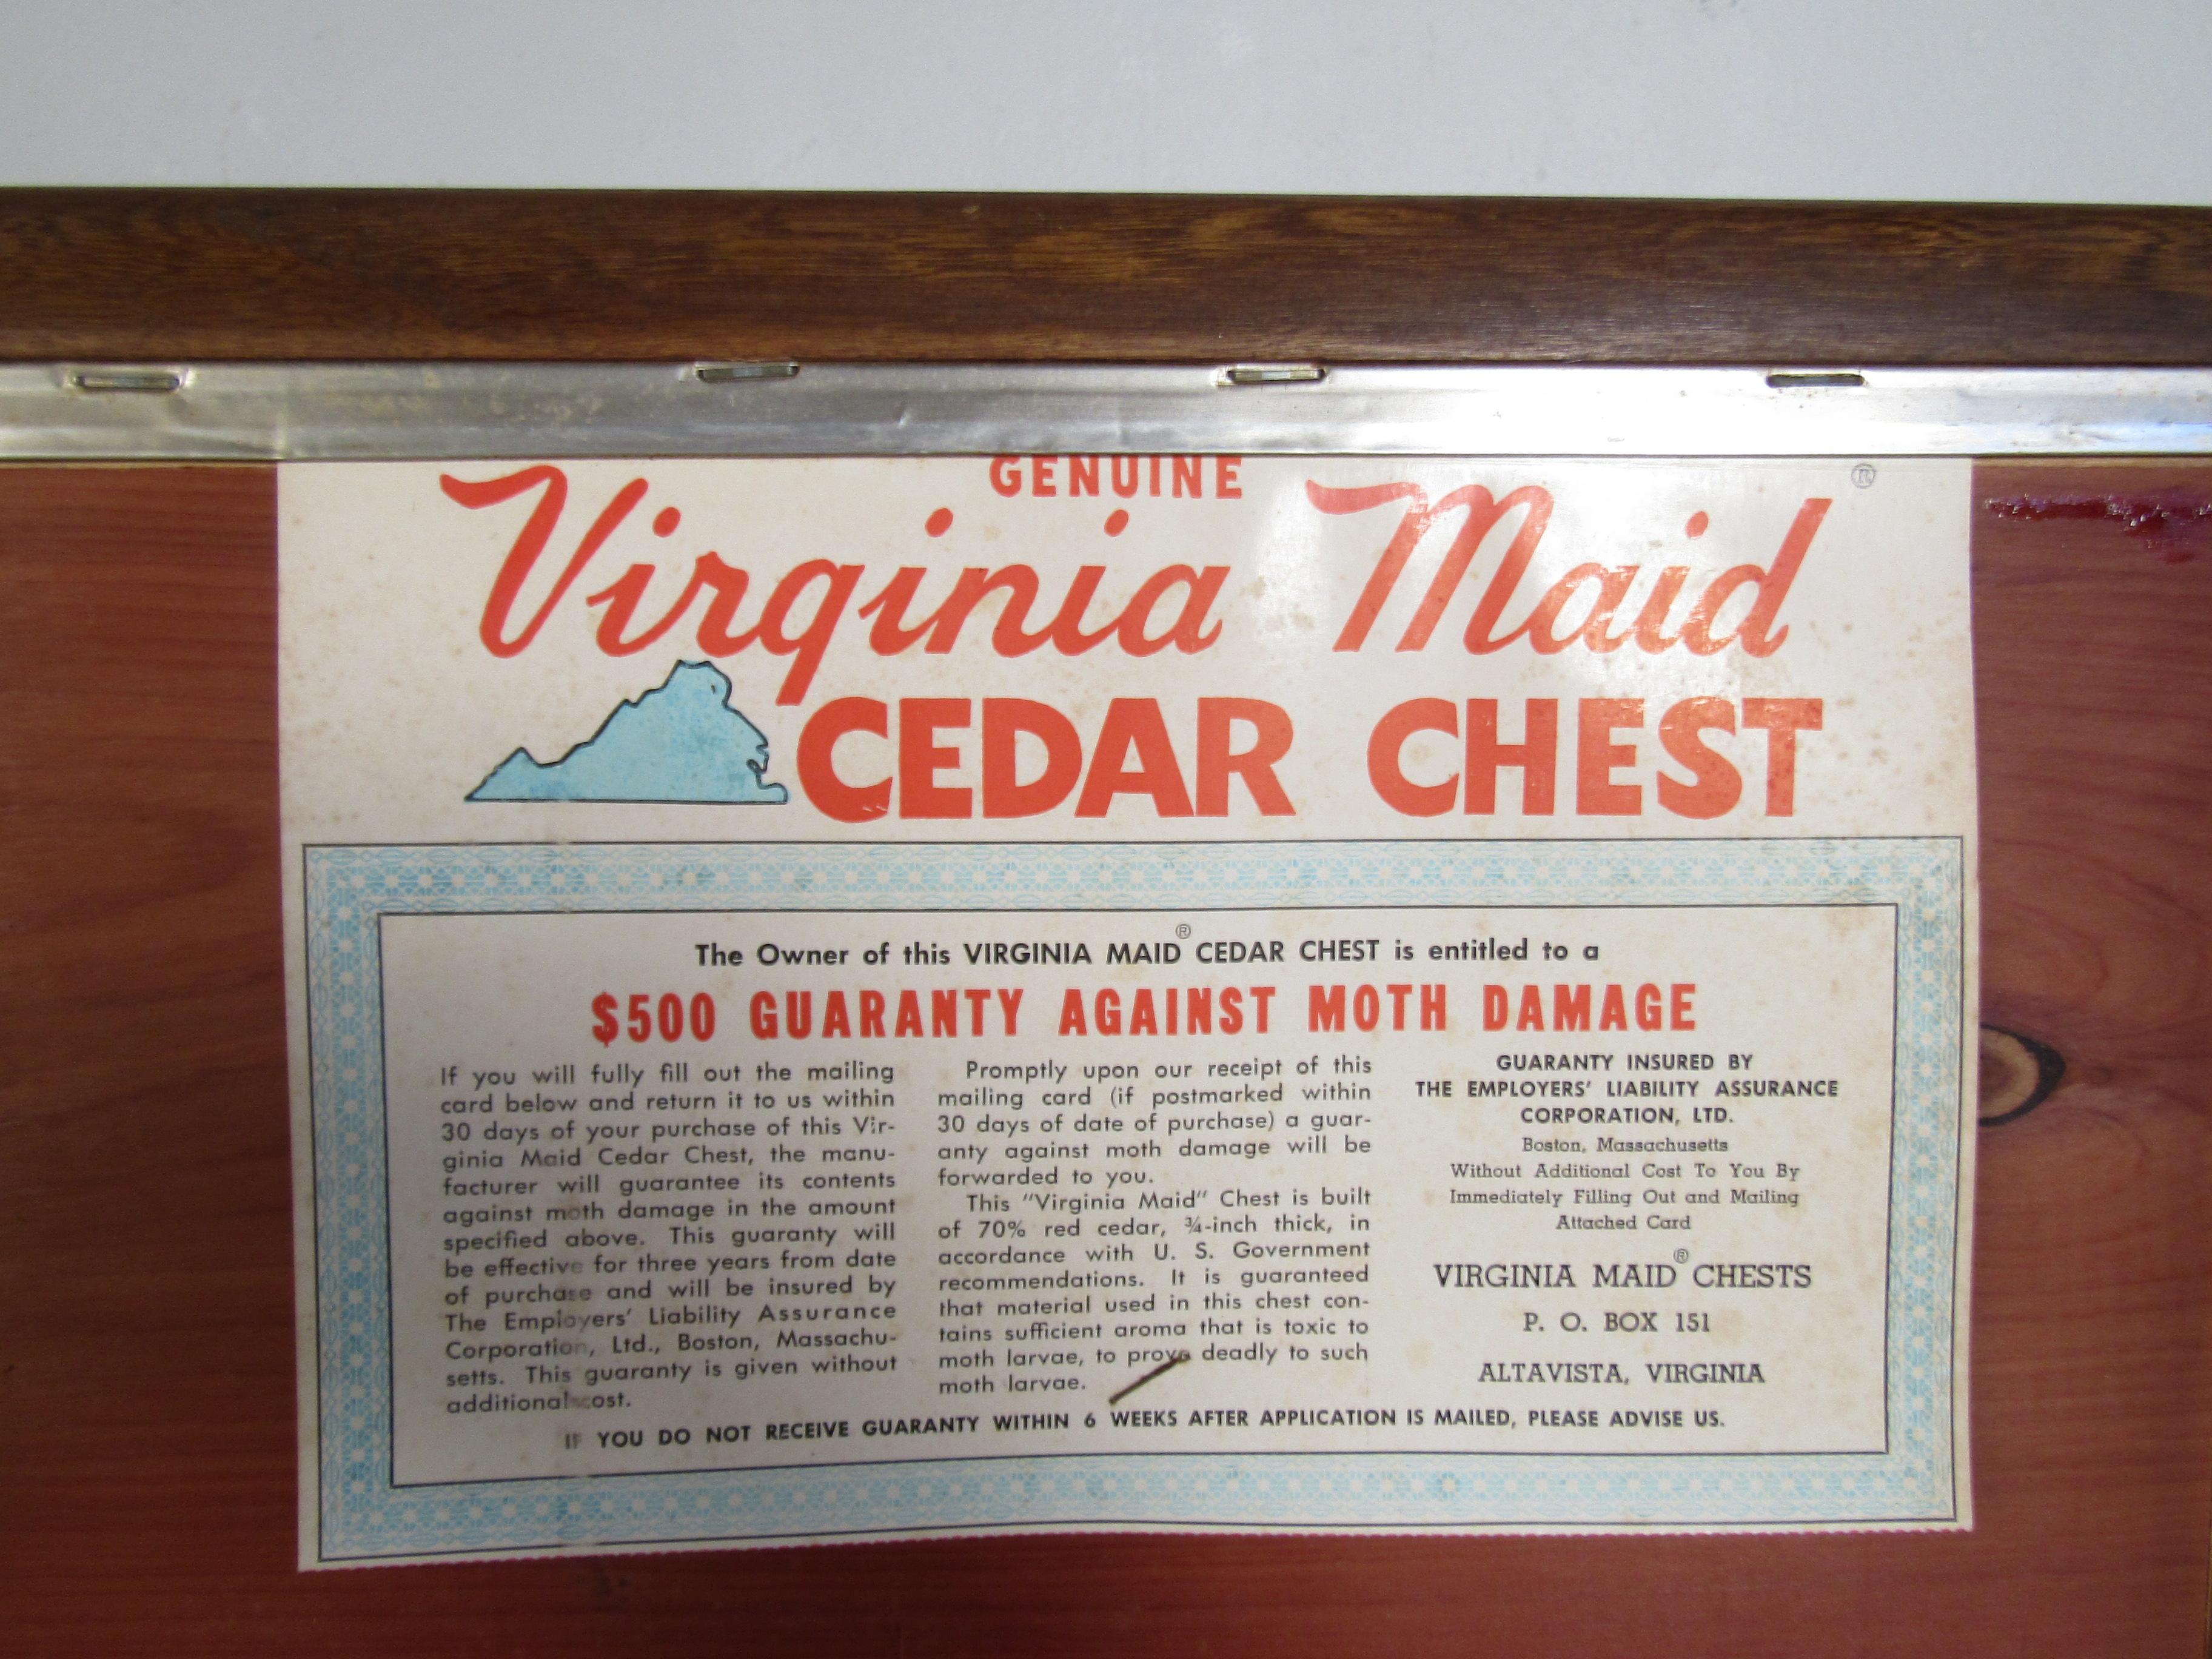 GENUINE
Virginia Maid ®
CEDAR CHEST
The Owner of this VIRGINIA MAID® CEDAR CHEST is entitled to a
$500 GUARANTY AGAINST MOTH DAMAGE
If you will fully fill out the mailing
card below and return it to us within
30 days of your purchase of this Vir-
ginia Maid Cedar Chest, the manu-
facturer will guarantee its contents
against moth damage in the amount
specified above. This guaranty will
be effective for three years from date
of purchase and will be insured by
The Employers' Liability Assurance
Corporation, Ltd., Boston, Massachu-
setts. This guaranty is given without
additional cost.
Promptly upon our receipt of this
mailing card (if postmarked within
30 days of date of purchase) a guar-
anty against moth damage will be
forwarded to you.
This "Virginia Maid" Chest is built
of 70% red cedar, ¾-inch thick, in
accordance with U. S. Government
recommendations. It is guaranteed
that material used in this chest con-
tains sufficient aroma that is toxic to
moth larvae, to prove deadly to such
moth larvae.
GUARANTY INSURED BY
THE EMPLOYERS' LIABILITY ASSURANCE
CORPORATION, LTD.
Boston, Massachusetts
Without Additional Cost To You By
Immediately Filling Out and Mailing
Attached Card
VIRGINIA MAID® CHESTS
P. O. BOX 151
ALTAVISTA, VIRGINIA
IF YOU DO NOT RECEIVE GUARANTY WITHIN 6 WEEKS AFTER APPLICATION IS MAILED, PLEASE ADVISE US.